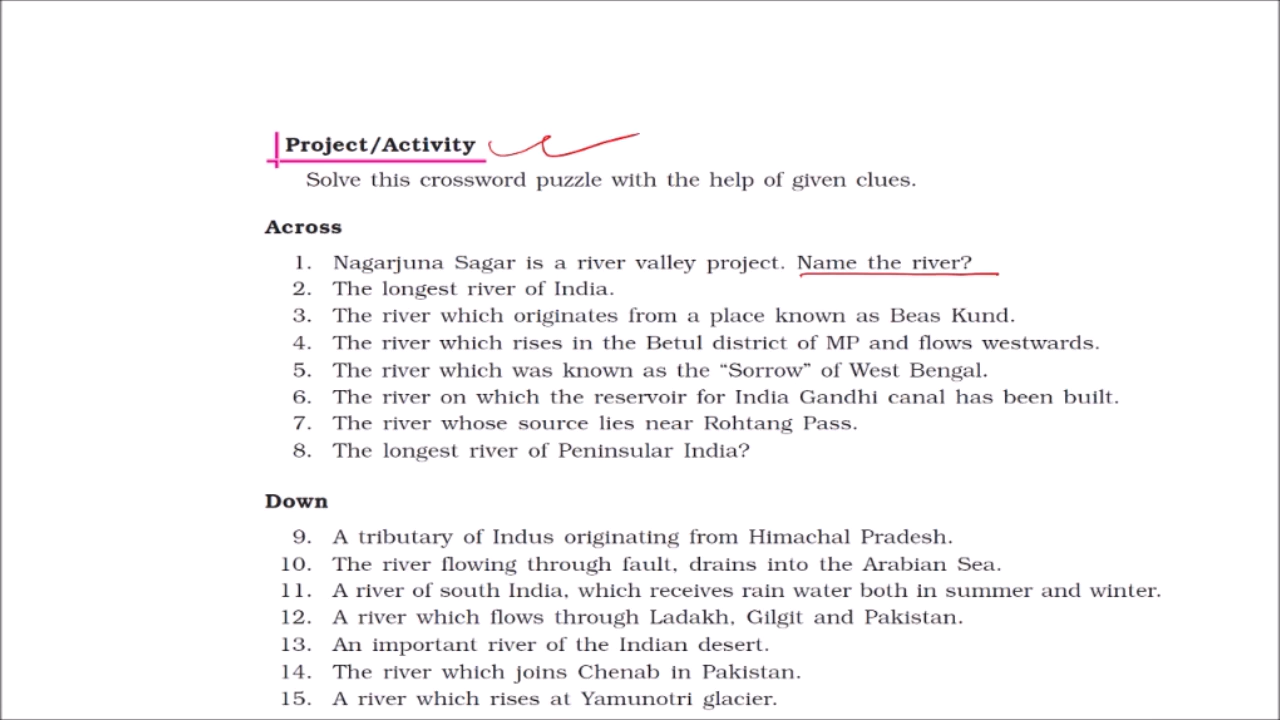 Project/Activity
Solve this crossword puzzle with the help of given clues.
Across
1. Nagarjuna Sagar is a river valley project. Name the river?
2. The longest river of India.
3. The river which originates from a place known as Beas Kund.
4. The river which rises in the Betul district of MP and flows westwards.
5. The river which was known as the “Sorrow” of West Bengal.
6. The river on which the reservoir for India Gandhi canal has been built.
7. The river whose source lies near Rohtang Pass.
8. The longest river of Peninsular India?
Down
9. A tributary of Indus originating from Himachal Pradesh.
10. The river flowing through fault, drains into the Arabian Sea.
11. A river of south India, which receives rain water both in summer and winter.
12. A river which flows through Ladakh, Gilgit and Pakistan.
13. An important river of the Indian desert.
14. The river which joins Chenab in Pakistan.
15. A river which rises at Yamunotri glacier.